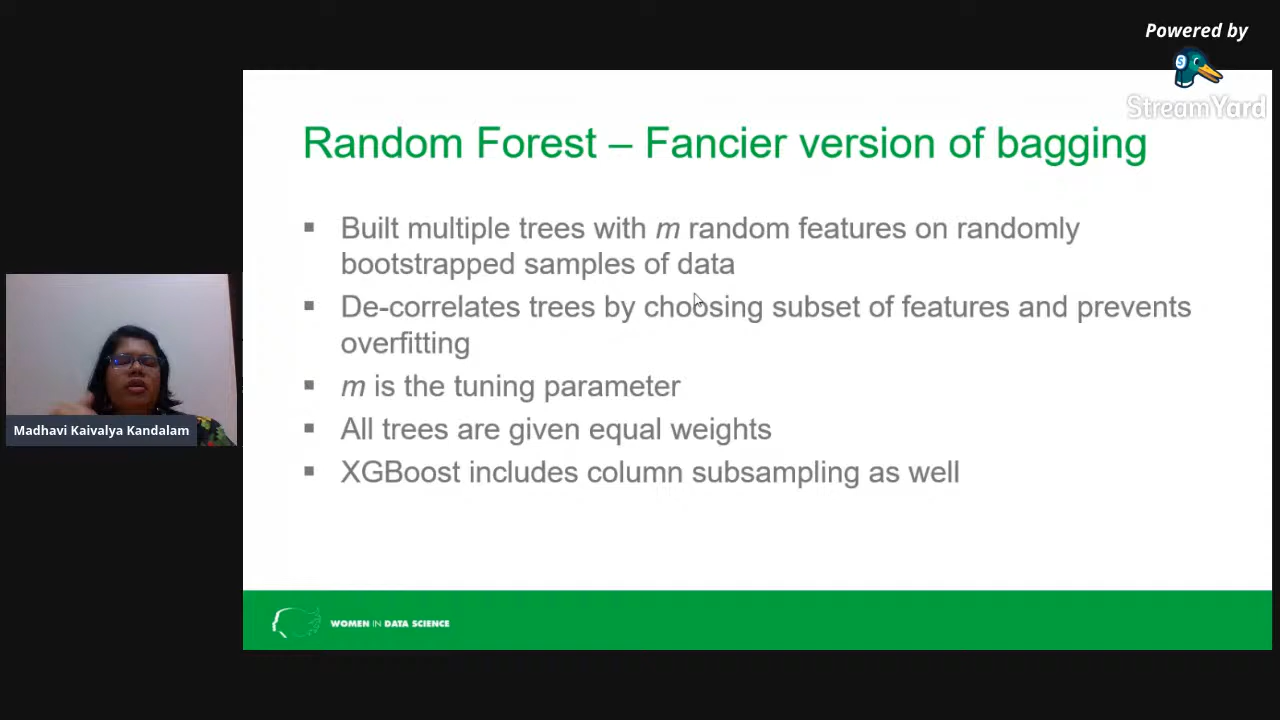 Powered by
StreamYard
Random Forest – Fancier version of bagging
▪ Built multiple trees with m random features on randomly
bootstrapped samples of data
▪ De-correlates trees by choosing subset of features and prevents
overfitting
▪ m is the tuning parameter
▪ All trees are given equal weights
▪ XGBoost includes column subsampling as well
Madhavi Kaivalya Kandalam
WOMEN IN DATA SCIENCE